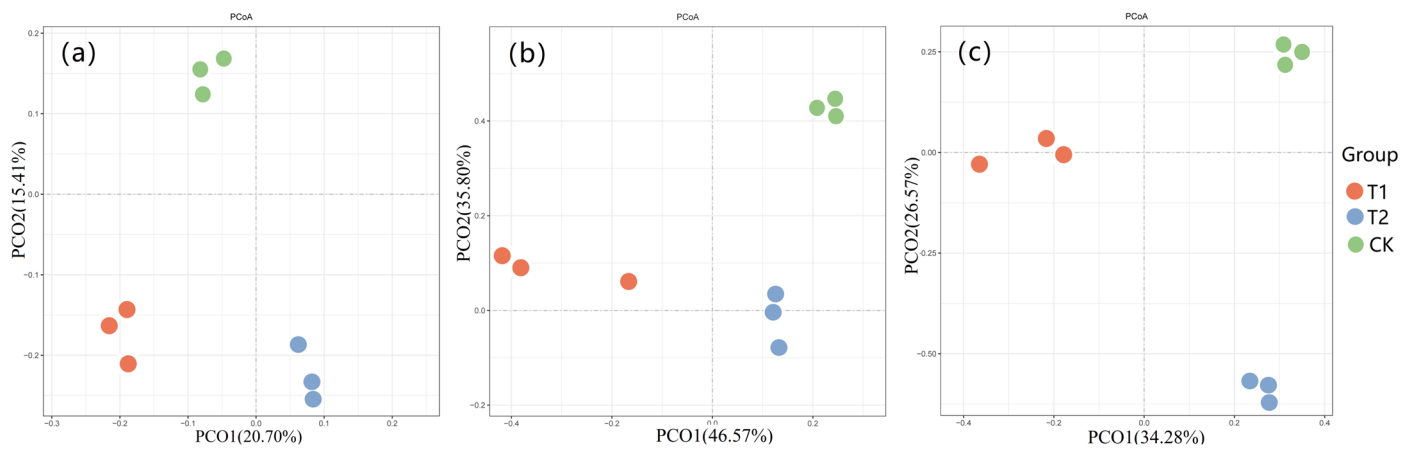 PCoA
(a)
0.2
0.1
0.0
−0.1
−0.2
PCO2(15.41%)
−0.3
−0.2
−0.1
0.0
0.1
0.2
PCO1(20.70%)
PCoA
(b)
0.4
0.2
0.0
−0.2
PCO2(35.80%)
−0.4
−0.2
0.0
0.2
PCO1(46.57%)
PCoA
(c)
0.25
0.00
−0.25
−0.50
PCO2(26.57%)
−0.4
−0.2
0.0
0.2
0.4
PCO1(34.28%)
Group
T1
T2
CK